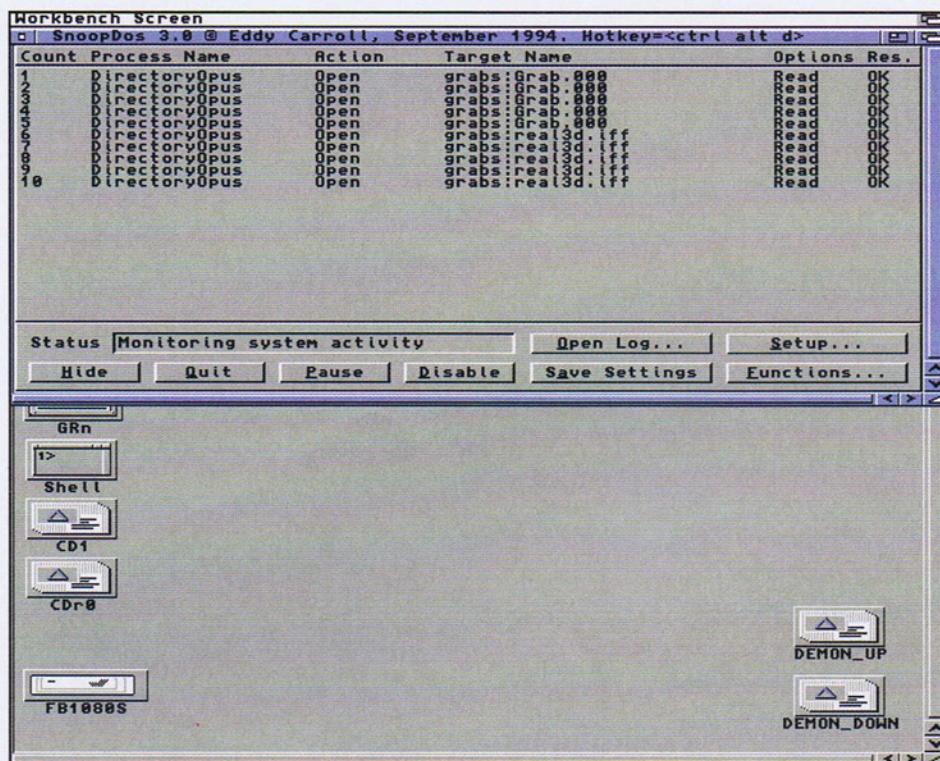 Workbench Screen
SnoopDos 3.0 © Eddy Carroll, September 1994. Hotkey=<ctrl alt d>
Count Process Name Action Target Name Options Res.
1 DirectoryOpus Open grabs:Grab.000 Read OK
2 DirectoryOpus Open grabs:Grab.000 Read OK
3 DirectoryOpus Open grabs:Grab.000 Read OK
4 DirectoryOpus Open grabs:Grab.000 Read OK
5 DirectoryOpus Open grabs:Grab.000 Read OK
6 DirectoryOpus Open grabs:real3d.iff Read OK
7 DirectoryOpus Open grabs:real3d.iff Read OK
8 DirectoryOpus Open grabs:real3d.iff Read OK
9 DirectoryOpus Open grabs:real3d.iff Read OK
10 DirectoryOpus Open grabs:real3d.iff Read OK
Status Monitoring system activity Open Log... Setup...
Hide Quit Pause Disable Save Settings Functions...
GRn
1>
Shell
CD1
CDr0
DEMON_UP
FB1080S
DEMON_DOWN